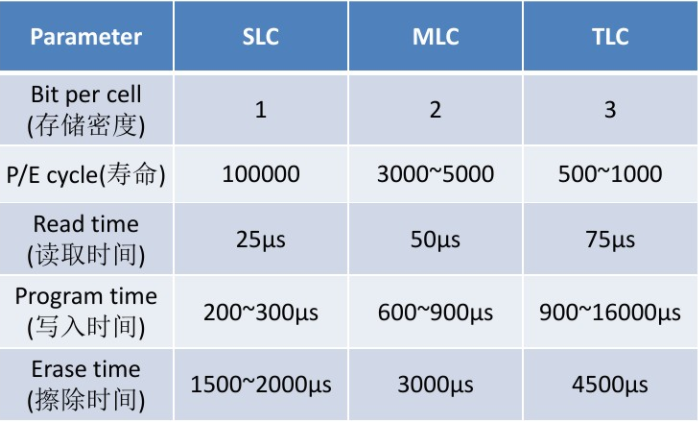 Parameter SLC MLC TLC
Bit per cell
(存储密度) 1 2 3
P/E cycle(寿命) 100000 3000~5000 500~1000
Read time
(读取时间) 25μs 50μs 75μs
Program time
(写入时间) 200~300μs 600~900μs 900~16000μs
Erase time
(擦除时间) 1500~2000μs 3000μs 4500μs